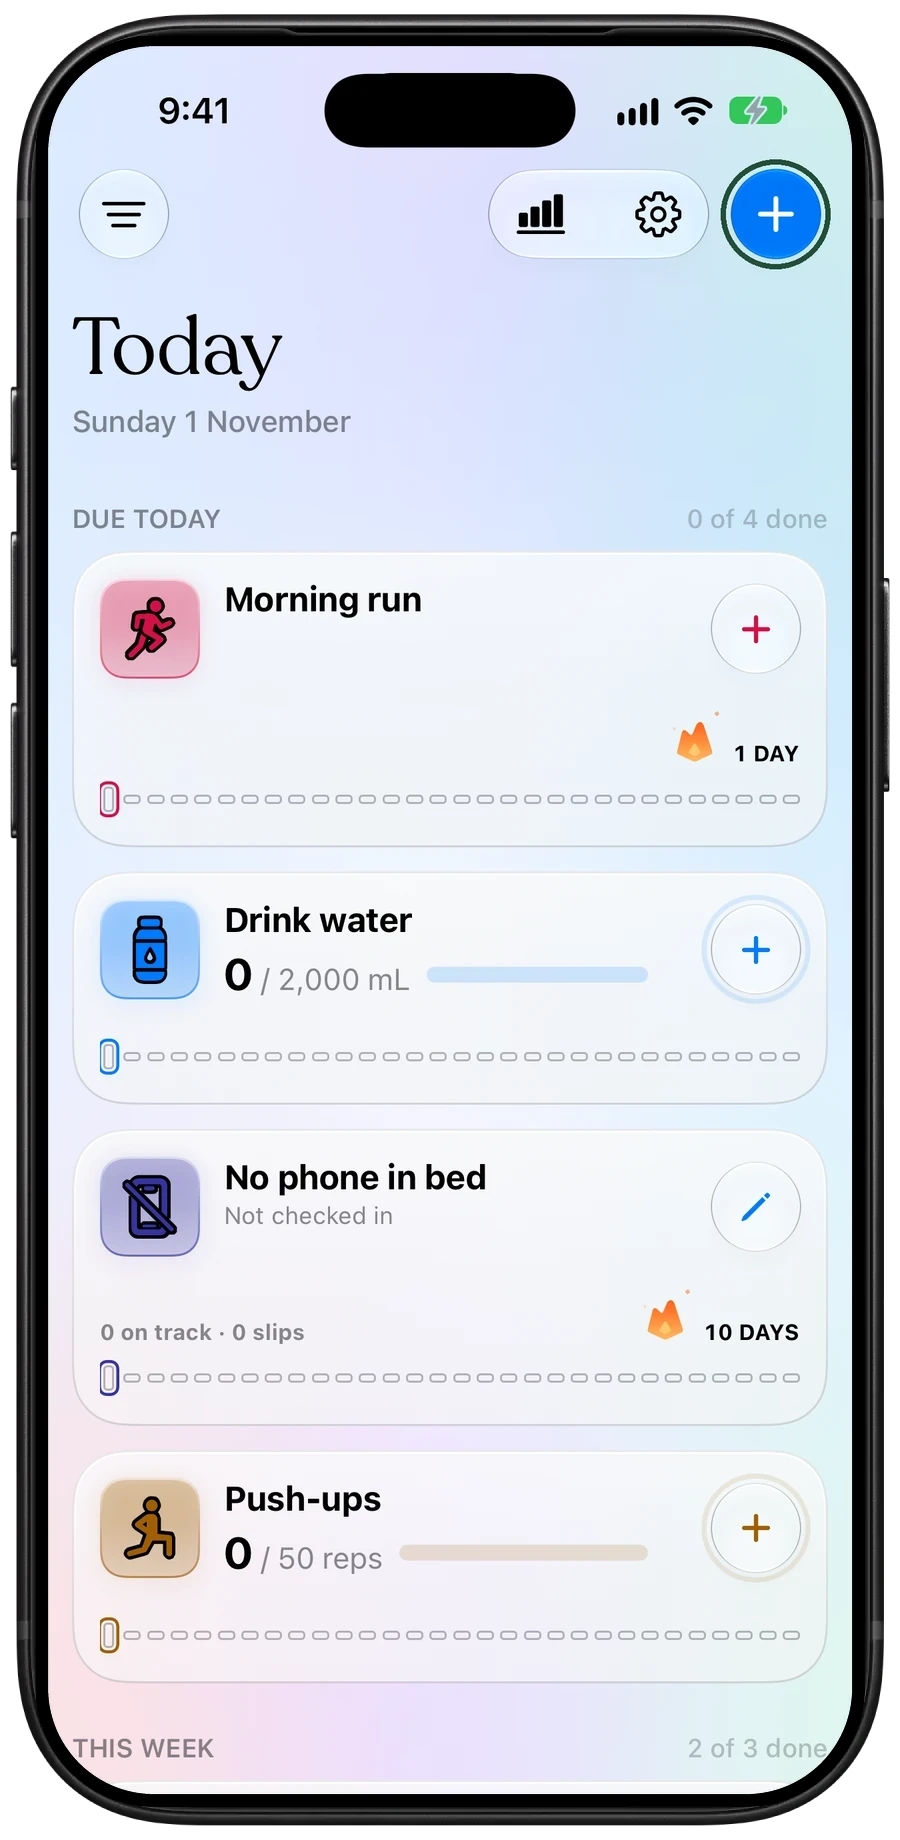 9:41
Today
Sunday 1 November
DUE TODAY 0 of 4 done
Morning run
1 DAY
Drink water
0 / 2,000 mL
No phone in bed
Not checked in
0 on track · 0 slips 10 DAYS
Push-ups
0 / 50 reps
THIS WEEK 2 of 3 done